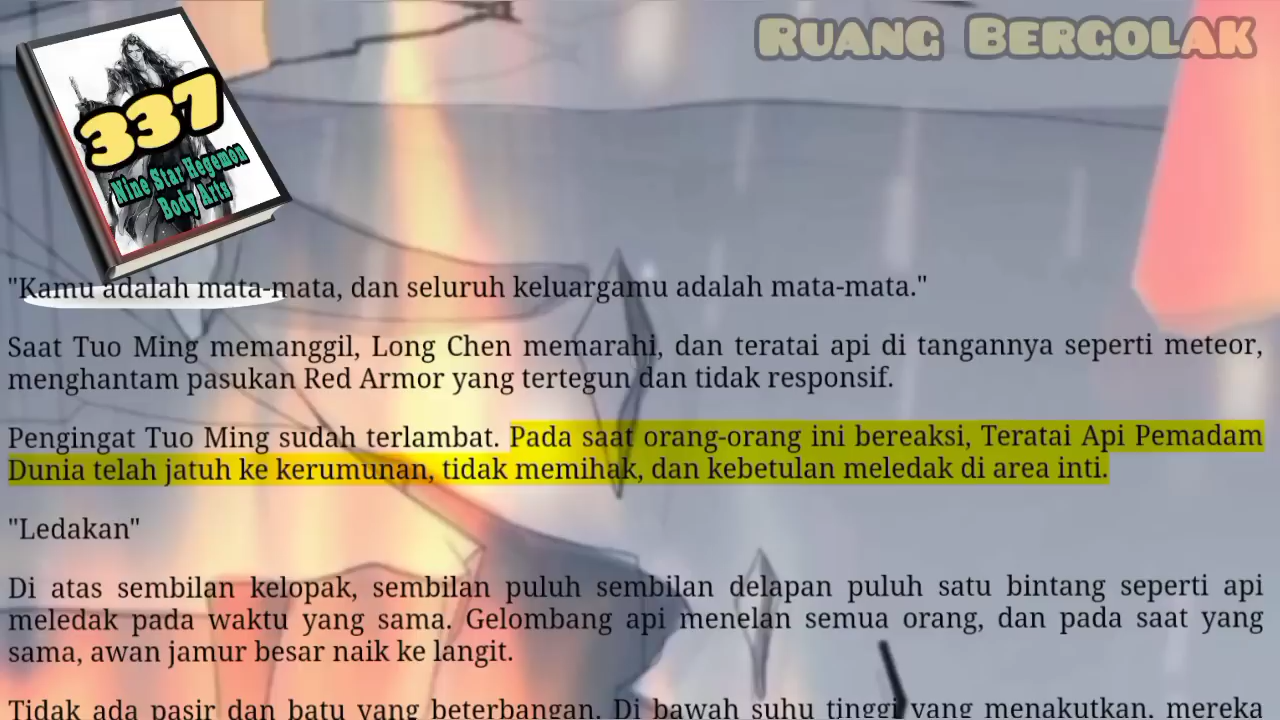 RUANG BERGOLAK
337
Nine Star Hegemon
Body Arts
"Kamu adalah mata-mata, dan seluruh keluargamu adalah mata-mata."
Saat Tuo Ming memanggil, Long Chen memarahi, dan teratai api di tangannya seperti meteor,
menghantam pasukan Red Armor yang tertegun dan tidak responsif.
Pengingat Tuo Ming sudah terlambat. Pada saat orang-orang ini bereaksi, Teratai Api Pemadam
Dunia telah jatuh ke kerumunan, tidak memihak, dan kebetulan meledak di area inti.
"Ledakan"
Di atas sembilan kelopak, sembilan puluh sembilan delapan puluh satu bintang seperti api
meledak pada waktu yang sama. Gelombang api menelan semua orang, dan pada saat yang
sama, awan jamur besar naik ke langit.
Tidak ada pasir dan batu yang beterbangan. Di bawah suhu tinggi yang menakutkan, mereka